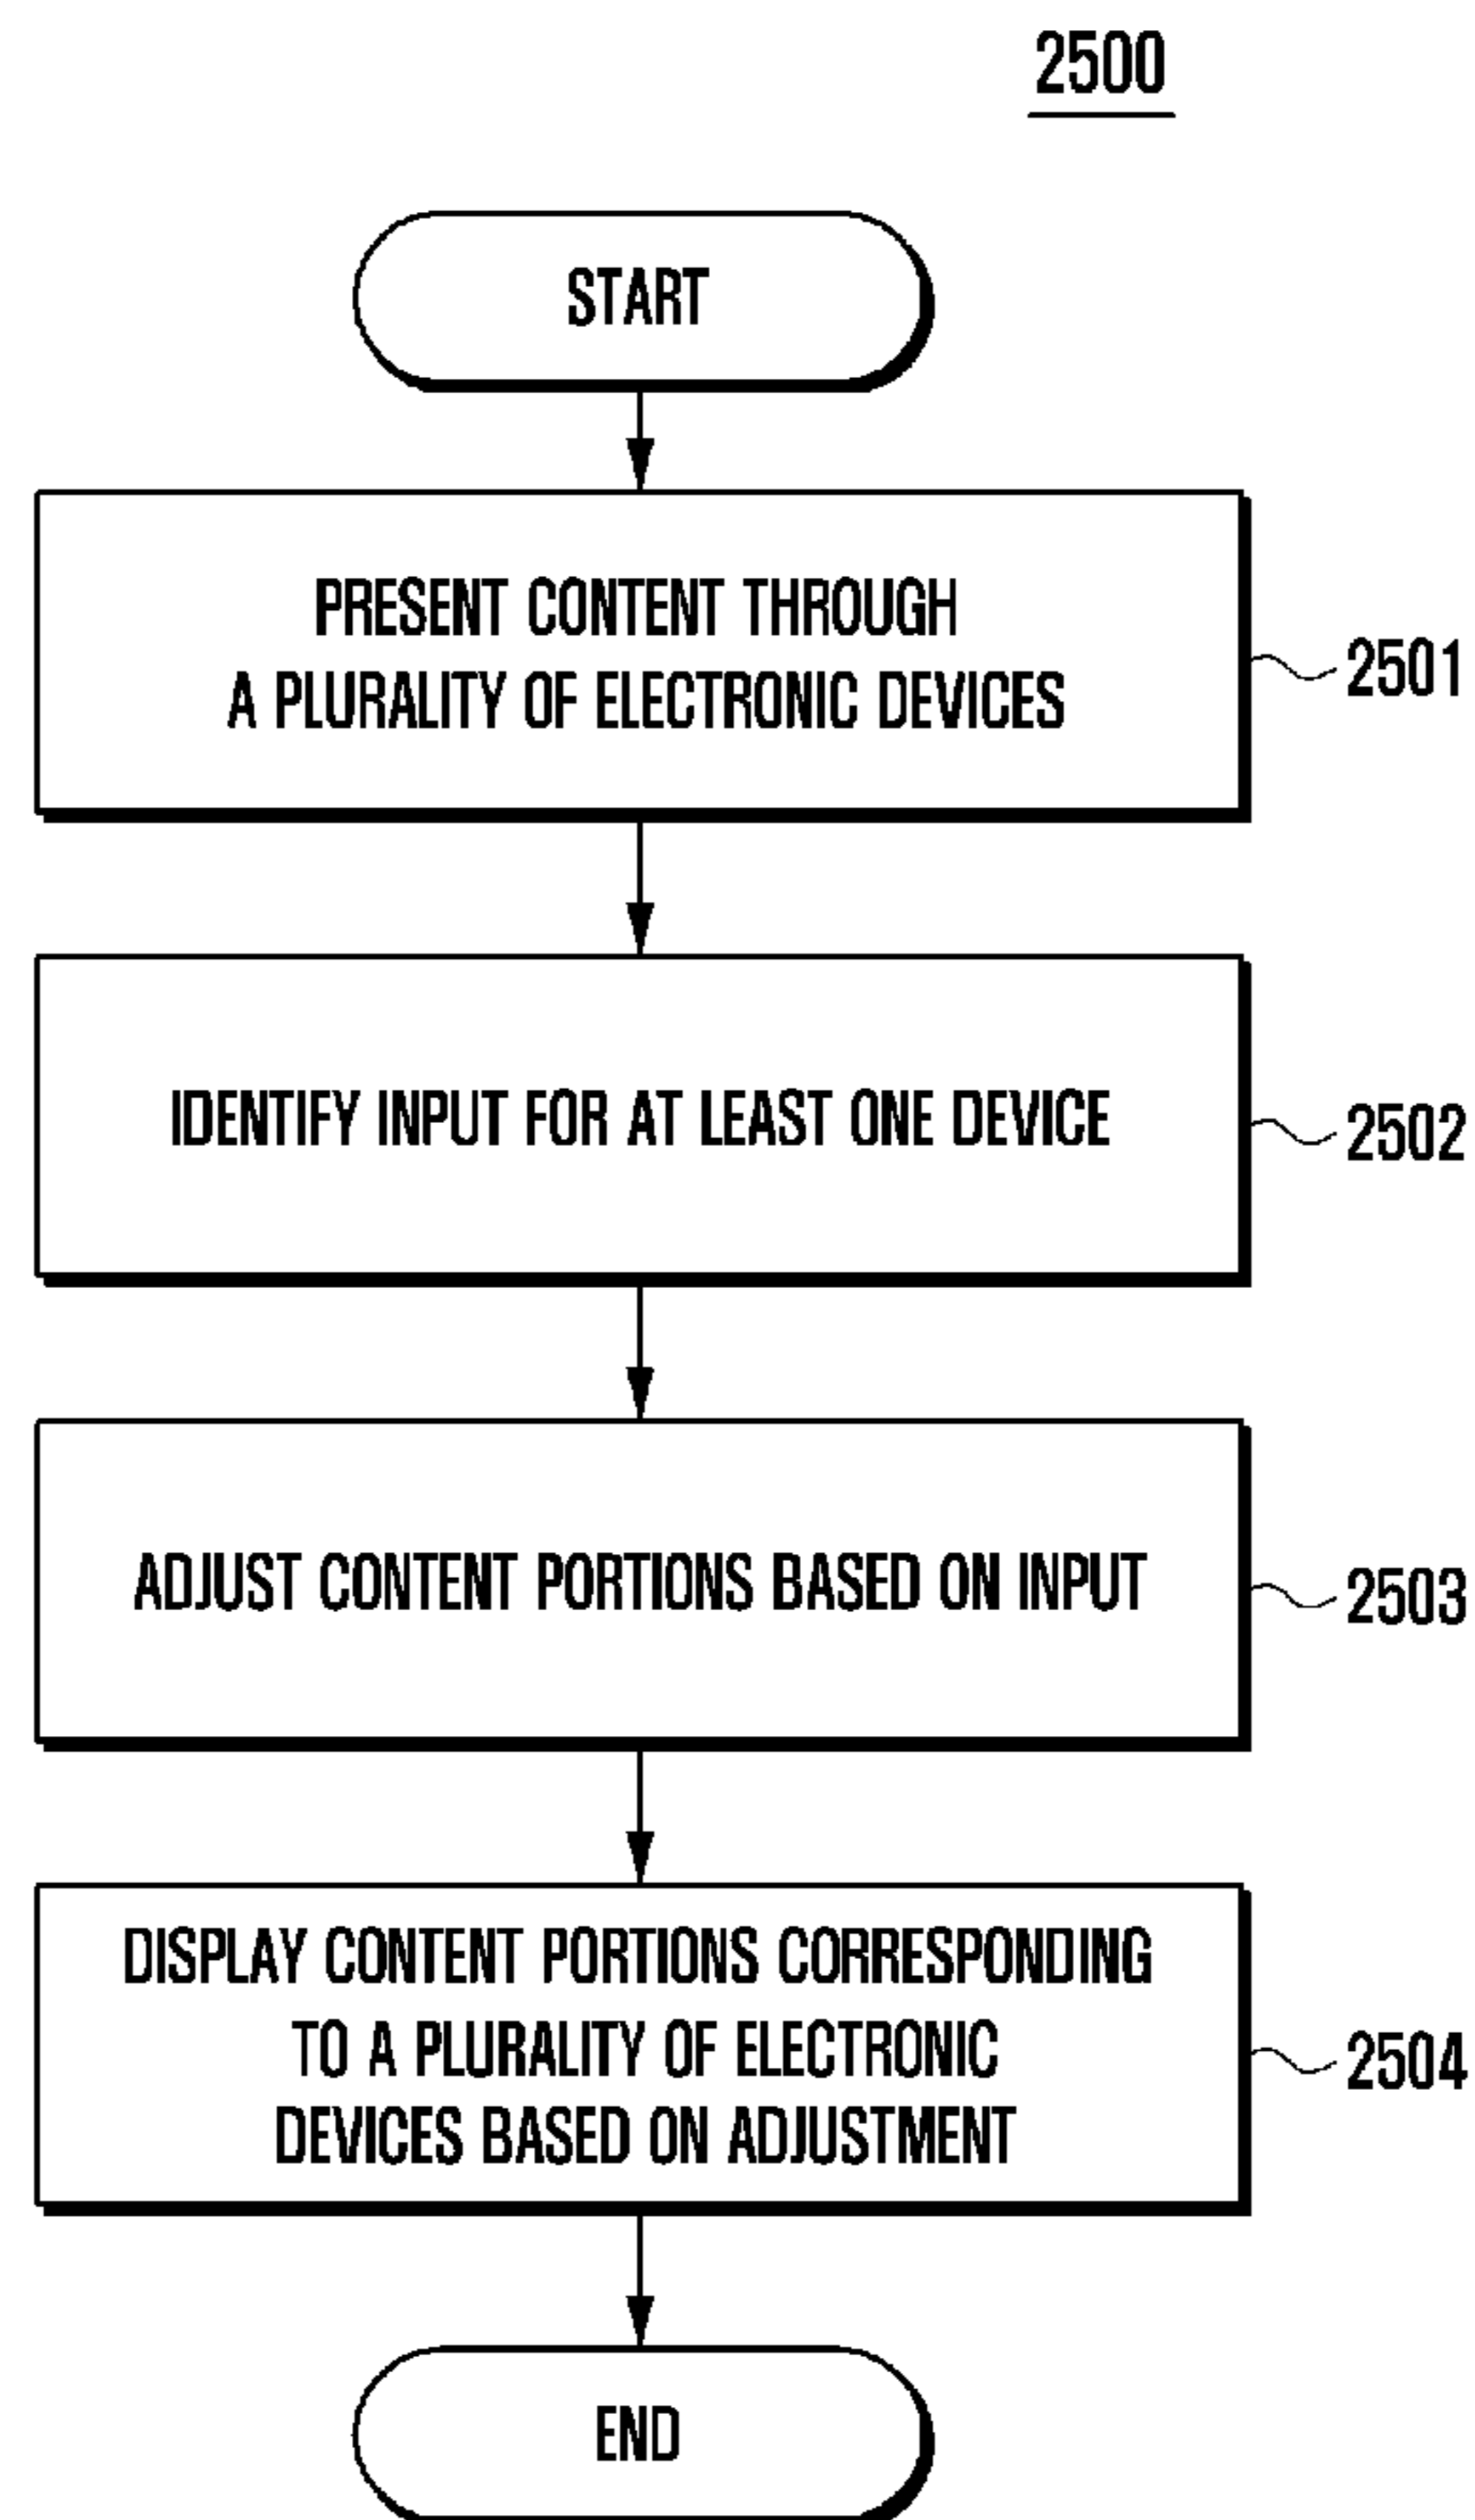 2500
START
PRESENT CONTENT THROUGH
A PLURALITY OF ELECTRONIC DEVICES
2501
IDENTIFY INPUT FOR AT LEAST ONE DEVICE
2502
ADJUST CONTENT PORTIONS BASED ON INPUT
2503
DISPLAY CONTENT PORTIONS CORRESPONDING
TO A PLURALITY OF ELECTRONIC
DEVICES BASED ON ADJUSTMENT
2504
END